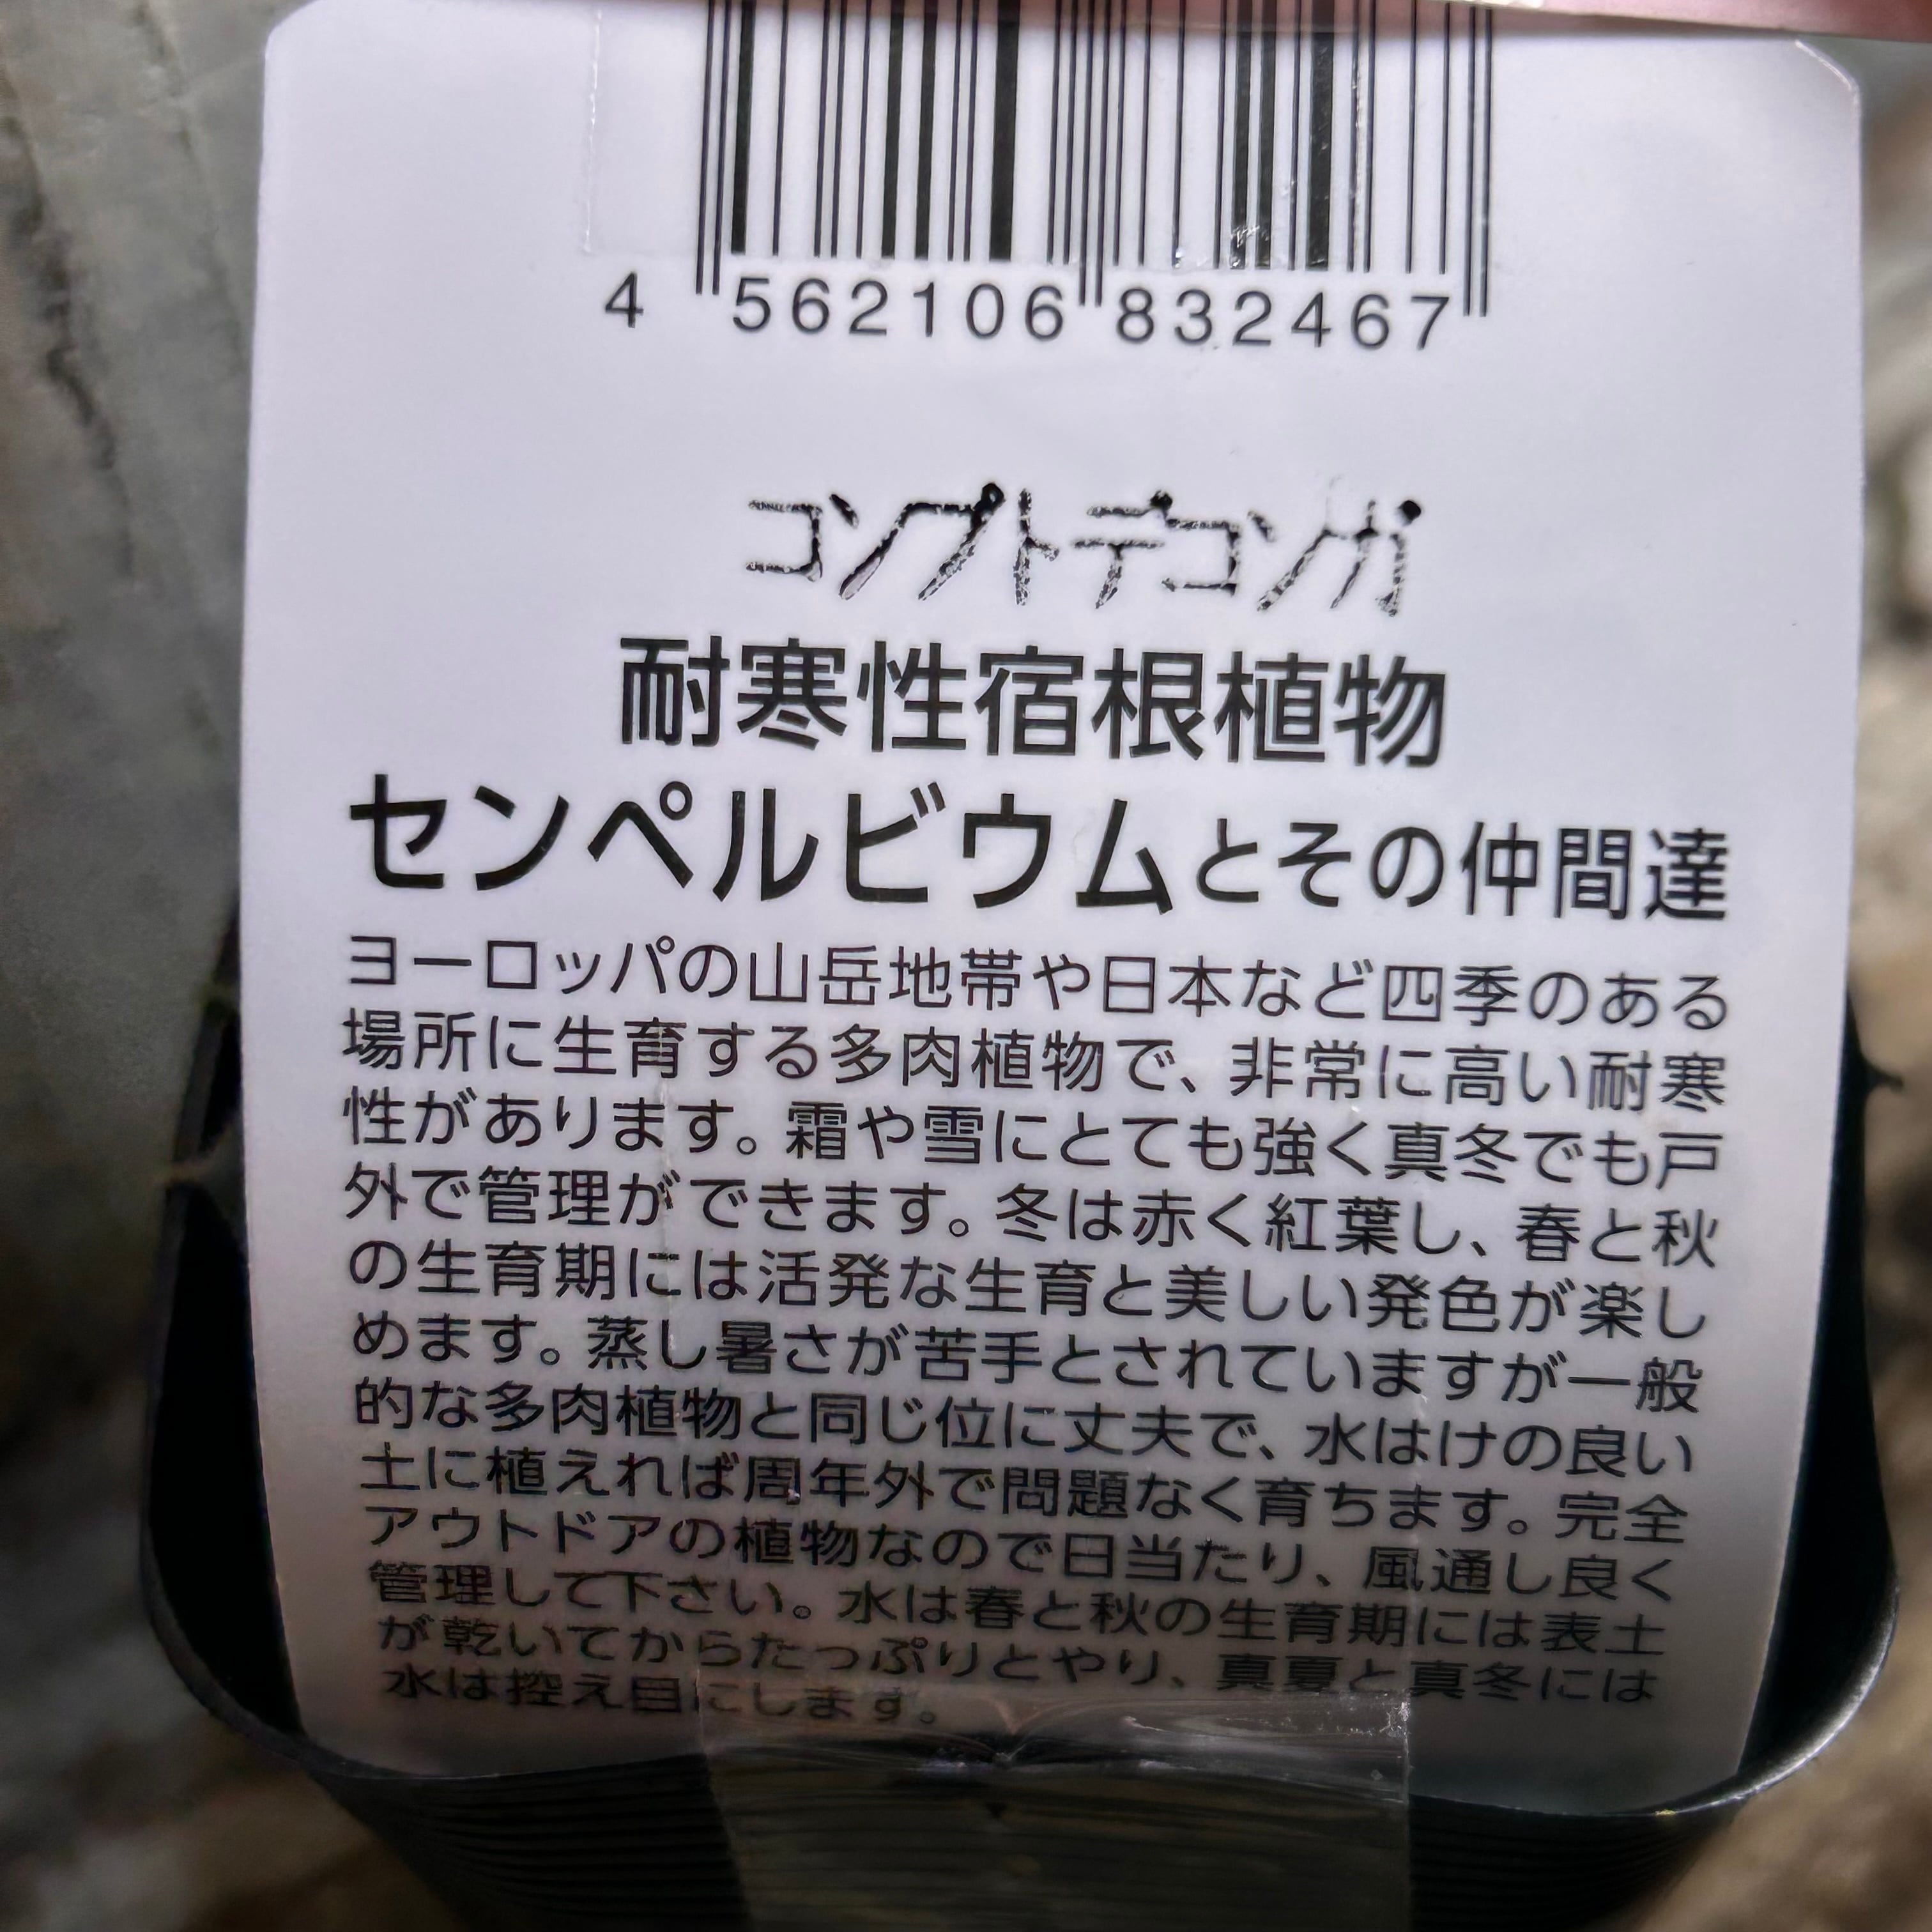 4 562106 832467
コンプトデコンガ
耐寒性宿根植物
センペルビウムとその仲間達
ヨーロッパの山岳地帯や日本など四季のある
場所に生育する多肉植物で、非常に高い耐寒
性があります。霜や雪にとても強く真冬でも戸
外で管理ができます。冬は赤く紅葉し、春と秋
の生育期には活発な生育と美しい発色が楽し
めます。蒸し暑さが苦手とされていますが一般
的な多肉植物と同じ位に丈夫で、水はけの良い
土に植えれば周年外で問題なく育ちます。完全
アウトドアの植物なので日当たり、風通し良く
管理して下さい。水は春と秋の生育期には表土
が乾いてからたっぷりとやり、真夏と真冬には
水は控え目にします。